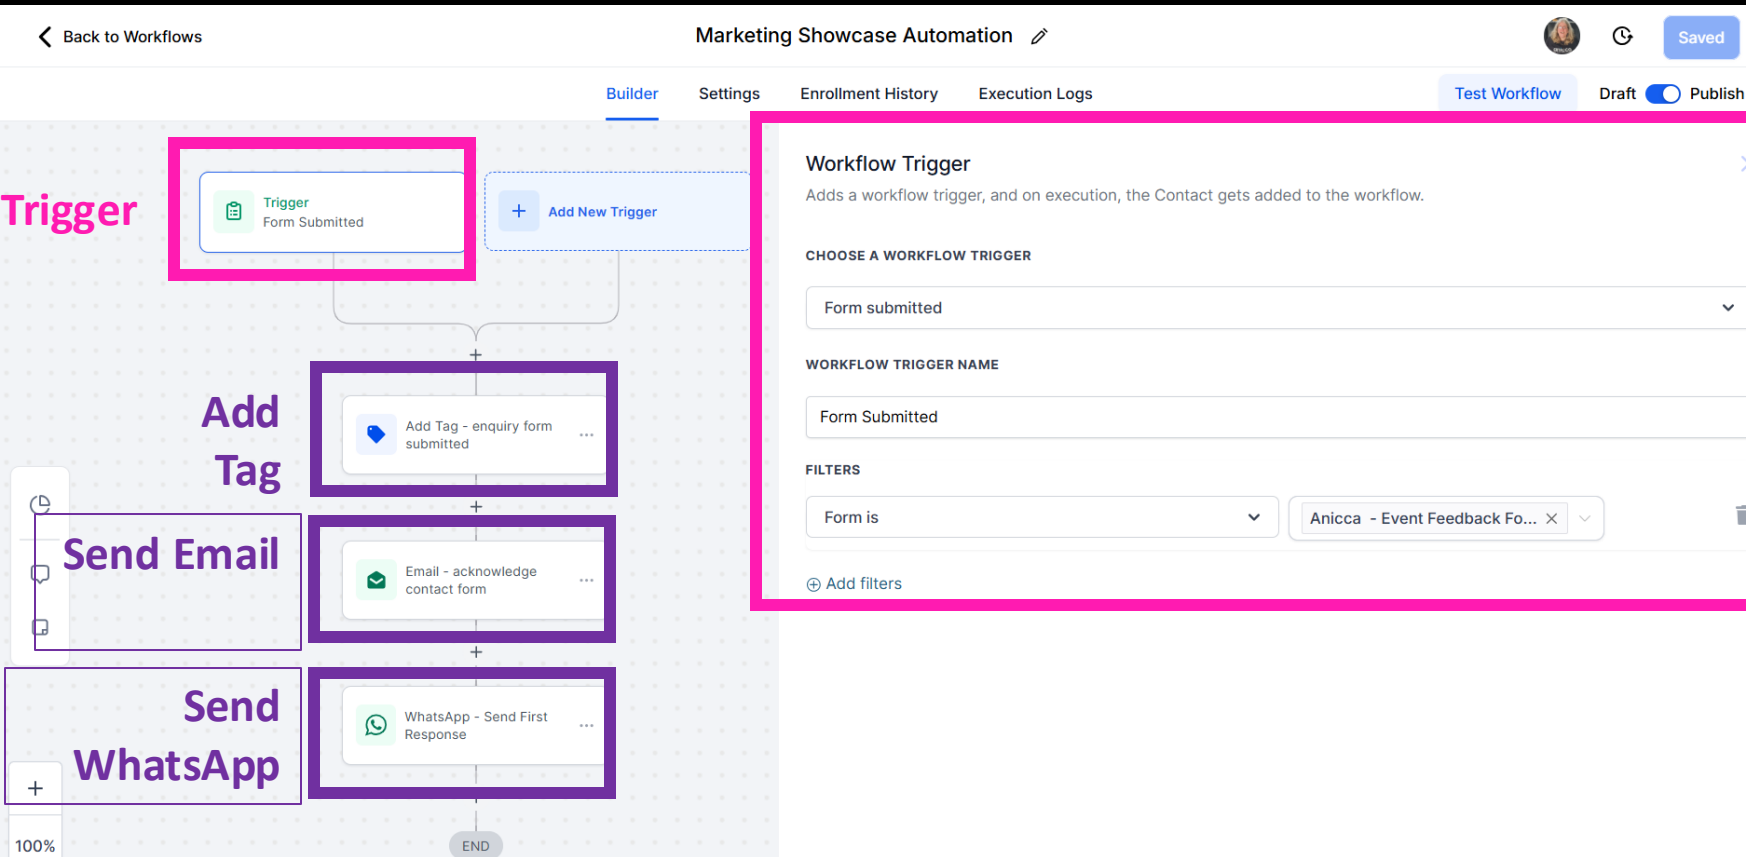 Back to Workflows
Marketing Showcase Automation
Saved
Builder
Settings
Enrollment History
Execution Logs
Test Workflow
Draft
Publish
Trigger
Trigger
Form Submitted
Add New Trigger
Add
Tag
Add Tag - enquiry form
submitted
Send Email
Email - acknowledge
contact form
Send
WhatsApp
WhatsApp - Send First
Response
END
100%
Workflow Trigger
Adds a workflow trigger, and on execution, the Contact gets added to the workflow.
CHOOSE A WORKFLOW TRIGGER
Form submitted
WORKFLOW TRIGGER NAME
Form Submitted
FILTERS
Form is
Anicca - Event Feedback Fo...
Add filters